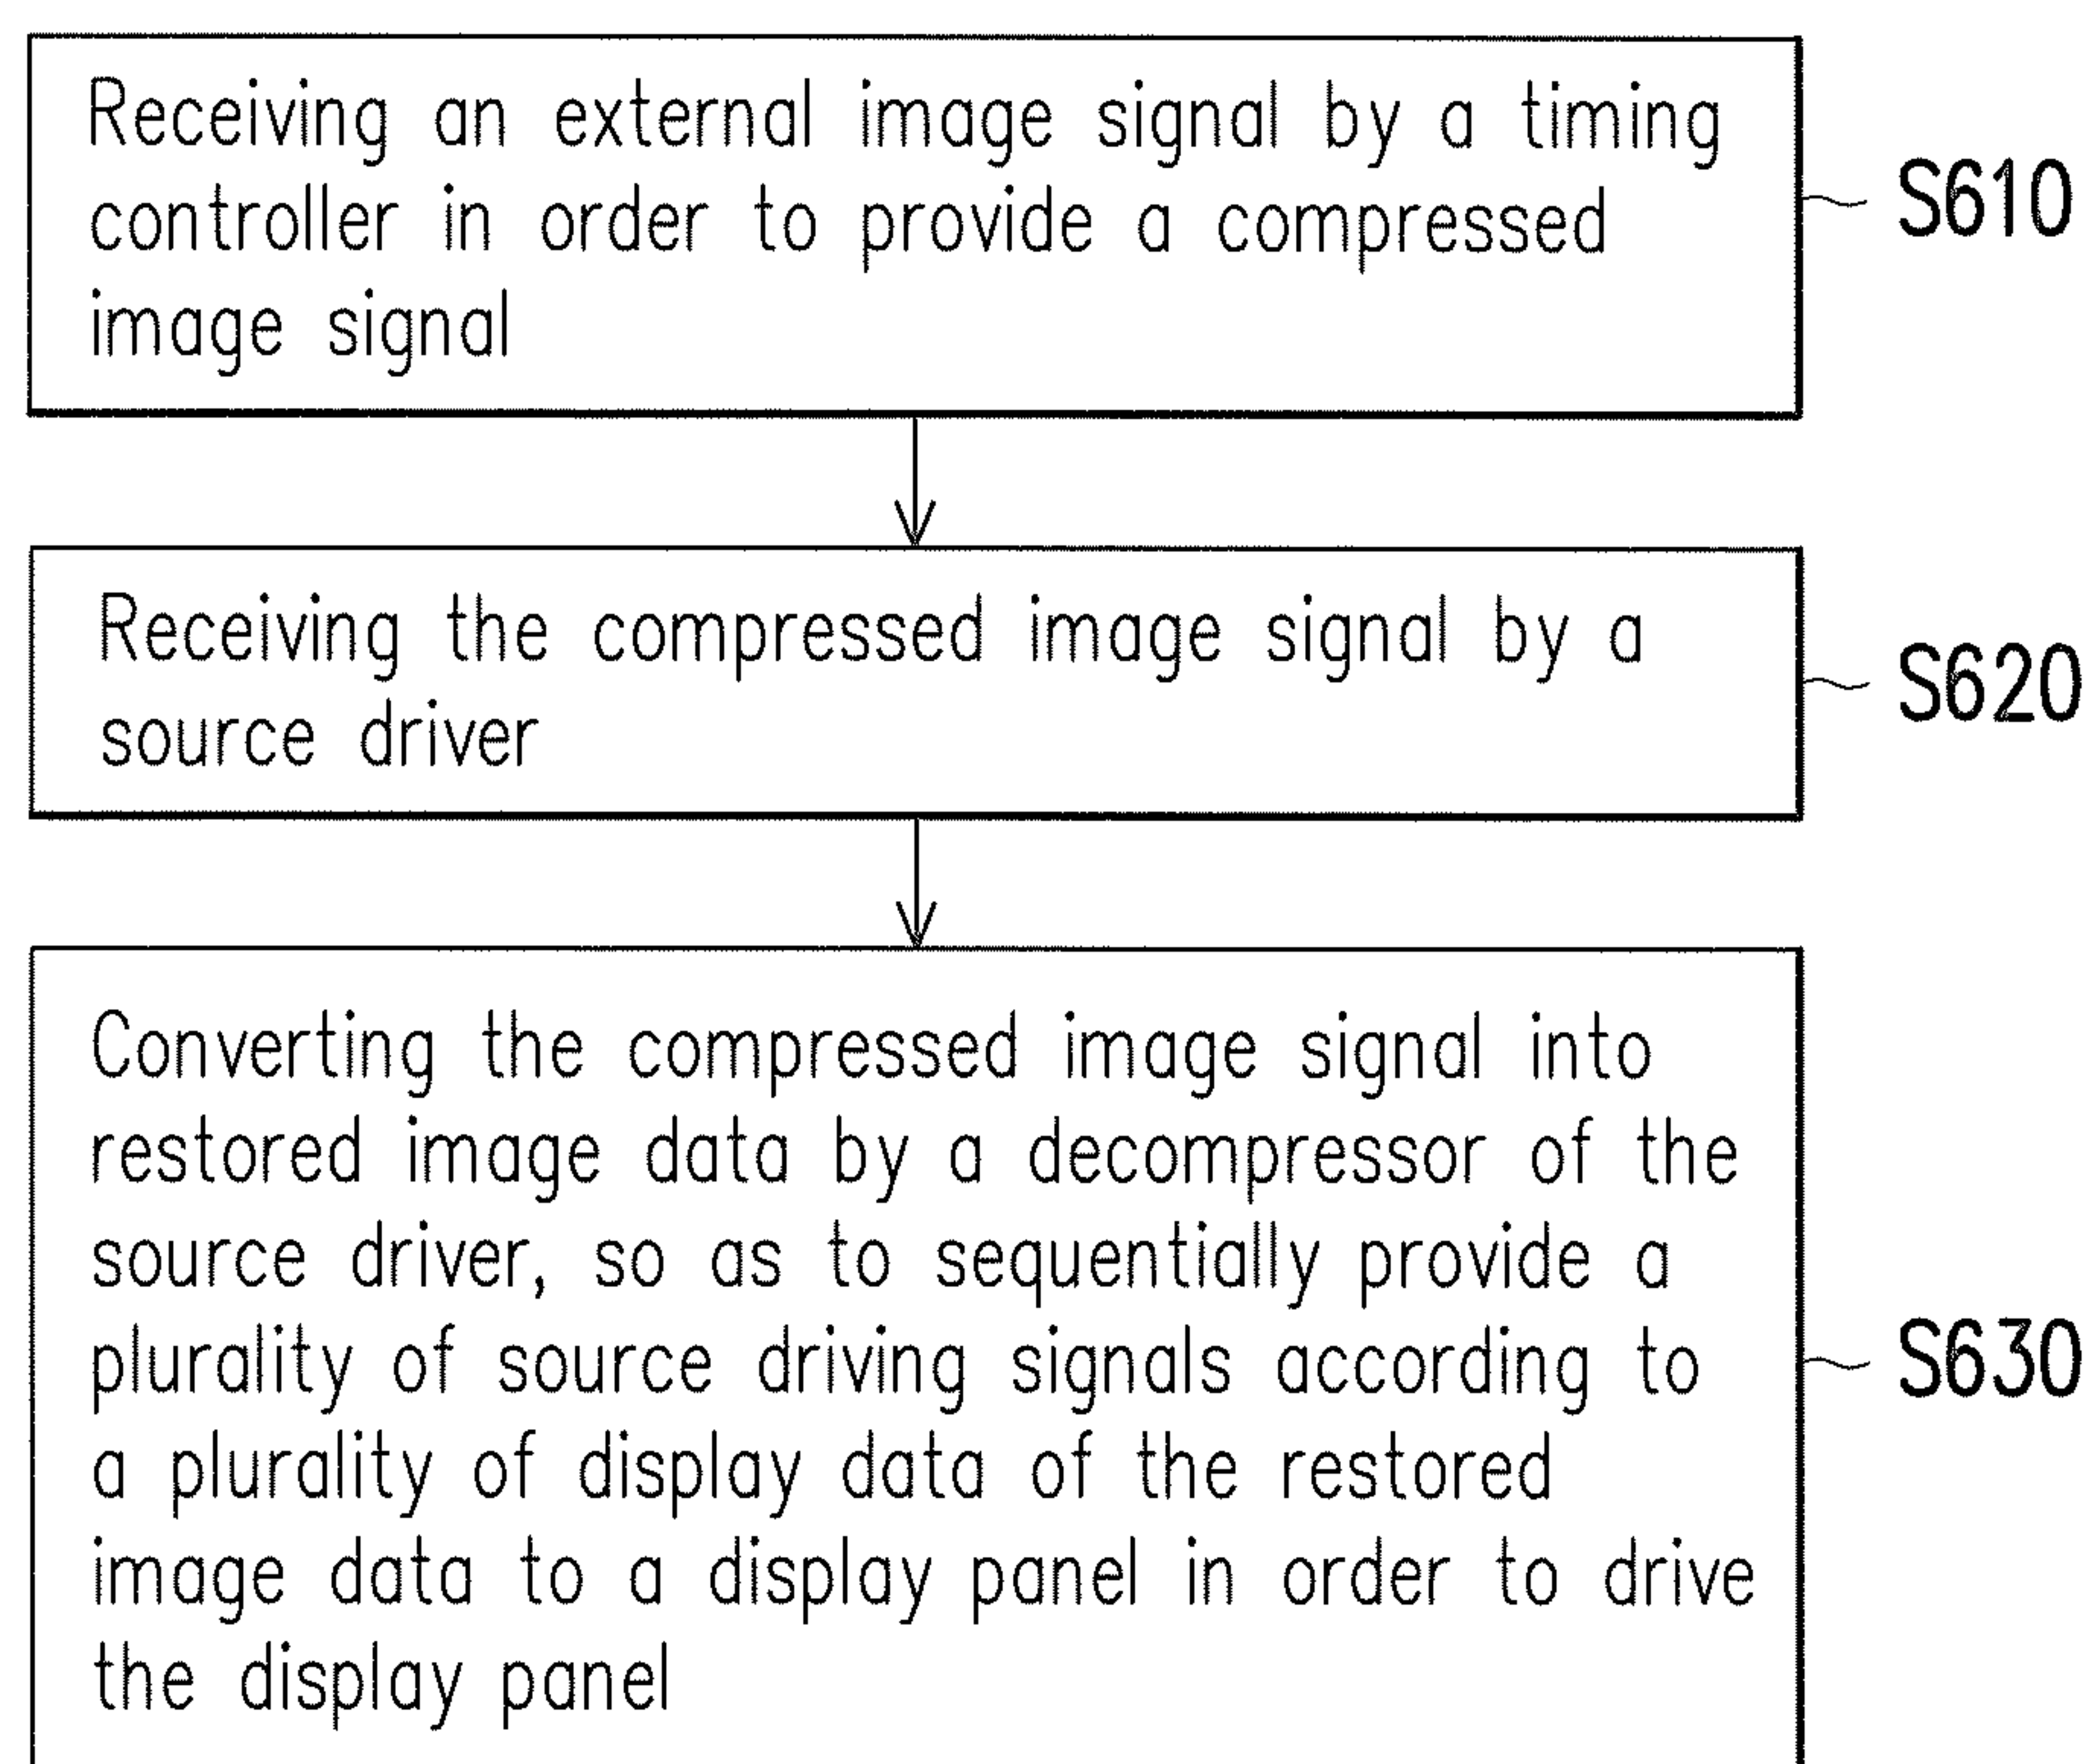 Receiving an external image signal by a timing
controller in order to provide a compressed
image signal
S610
Receiving the compressed image signal by a
source driver
S620
Converting the compressed image signal into
restored image data by a decompressor of the
source driver, so as to sequentially provide a
plurality of source driving signals according to
a plurality of display data of the restored
image data to a display panel in order to drive
the display panel
S630